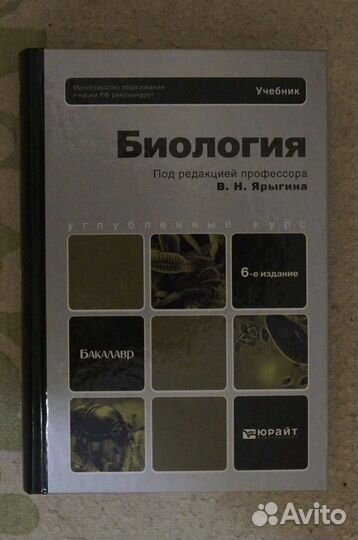 Министерство образования
и науки РФ рекомендует
Учебник
Биология
Под редакцией профессора
В. Н. Ярыгина
углубленный курс
6-е издание
Бакалавр
юрайт
Avito